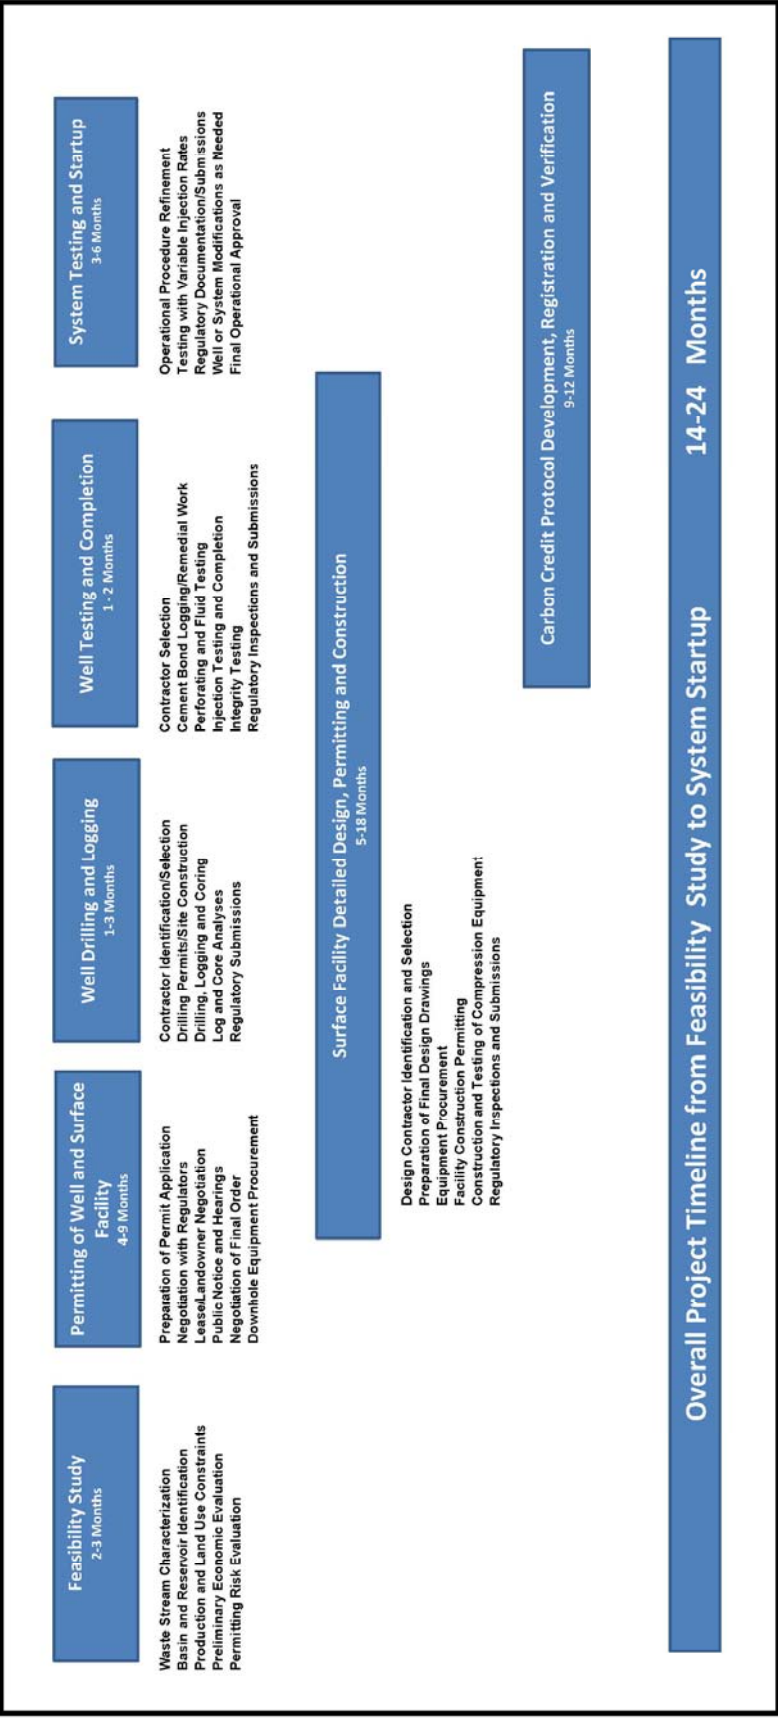 Feasibility Study
2-3 Months
Waste Stream Characterization
Basin and Reservoir Identification
Production and Land Use Constraints
Preliminary Economic Evaluation
Permitting Risk Evaluation
Permitting of Well and Surface
Facility
4-9 Months
Preparation of Permit Application
Negotiation with Regulators
Lease/Landowner Negotiation
Public Notice and Hearings
Negotiation of Final Order
Downhole Equipment Procurement
Well Drilling and Logging
1-3 Months
Contractor Identification/Selection
Drilling Permits/Site Construction
Drilling, Logging and Coring
Log and Core Analyses
Regulatory Submissions
Well Testing and Completion
1 - 2 Months
Contractor Selection
Cement Bond Logging/Remedial Work
Perforating and Fluid Testing
Injection Testing and Completion
Integrity Testing
Regulatory Inspections and Submissions
System Testing and Startup
3-6 Months
Operational Procedure Refinement
Testing with Variable Injection Rates
Regulatory Documentation/Submissions
Well or System Modifications as Needed
Final Operational Approval
Surface Facility Detailed Design, Permitting and Construction
5-18 Months
Design Contractor Identification and Selection
Preparation of Final Design Drawings
Equipment Procurement
Facility Construction Permitting
Construction and Testing of Compression Equipment
Regulatory Inspections and Submissions
Carbon Credit Protocol Development, Registration and Verification
9-12 Months
Overall Project Timeline from Feasibility Study to System Startup 14-24 Months